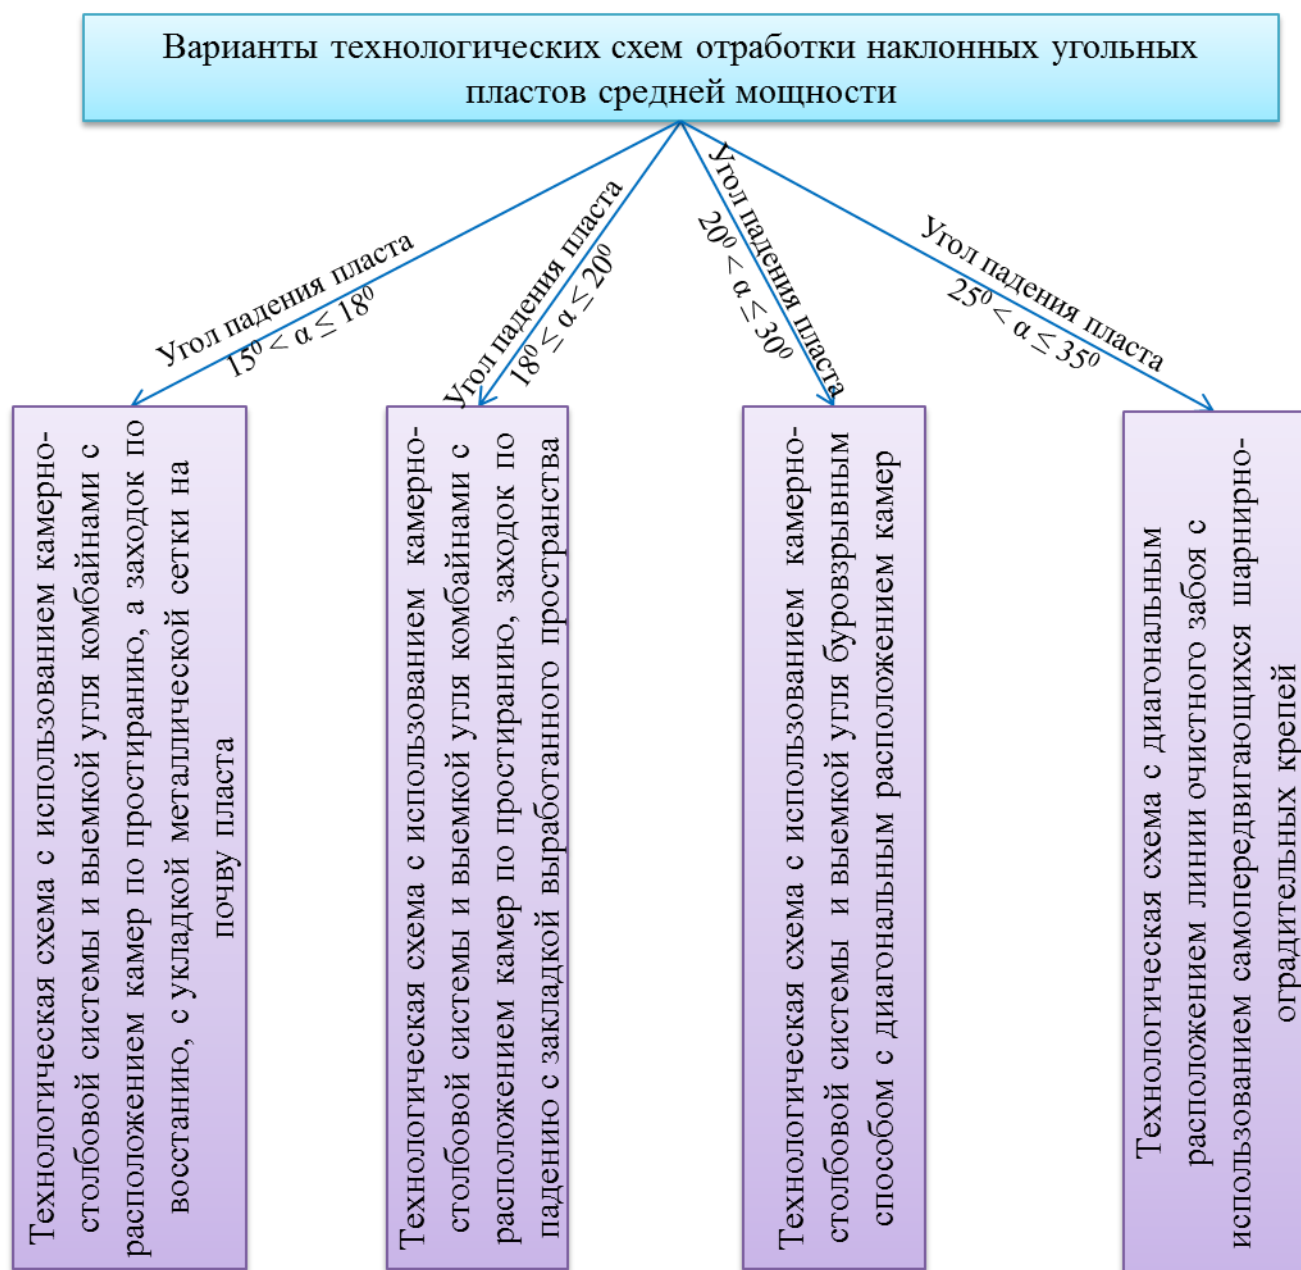 Варианты технологических схем отработки наклонных угольных
пластов средней мощности
Угол падения пласта
15⁰ < α ≤ 18⁰
Угол падения пласта
18⁰ ≤ α ≤ 20⁰
Угол падения пласта
20⁰ < α ≤ 30⁰
Угол падения пласта
25⁰ < α ≤ 35⁰
Технологическая схема с использованием камерно-
столбовой системы и выемкой угля комбайнами с
расположением камер по простиранию, а заходок по
восстанию, с укладкой металлической сетки на
почву пласта
Технологическая схема с использованием камерно-
столбовой системы и выемкой угля комбайнами с
расположением камер по простиранию, заходок по
падению с закладкой выработанного пространства
Технологическая схема с использованием камерно-
столбовой системы и выемкой угля буровзрывным
способом с диагональным расположением камер
Технологическая схема с диагональным
расположением линии очистного забоя с
использованием самопередвигающихся шарнирно-
оградительных крепей